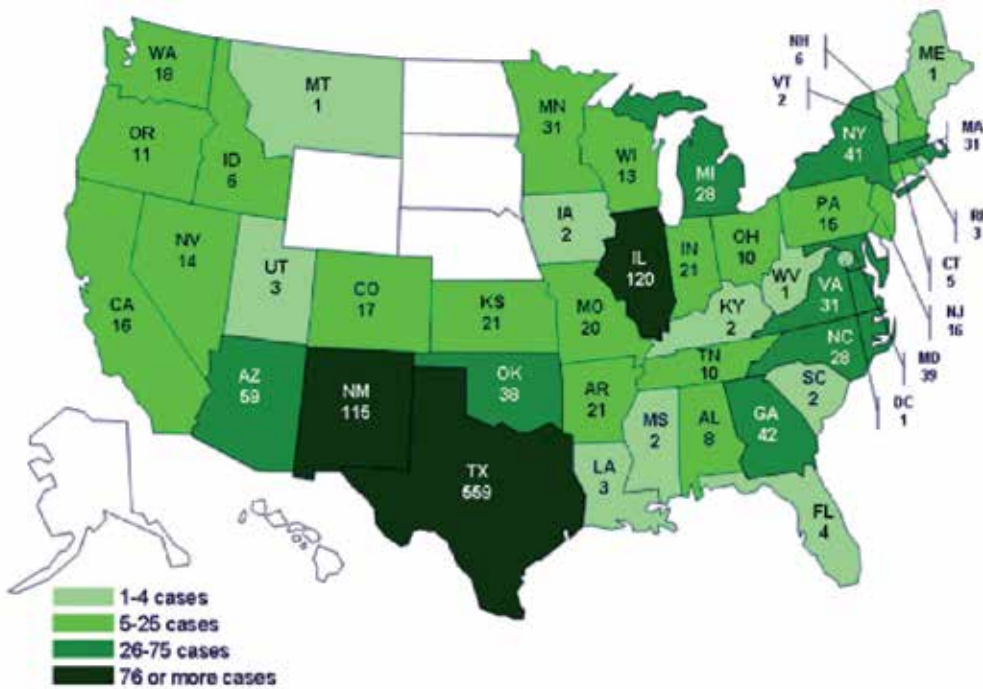 WA
18
MT
1
OR
11
ID
6
NV
14
CA
16
UT
3
CO
17
AZ
59
NM
115
KS
21
OK
38
TX
559
MN
31
WI
13
IA
2
IL
120
MO
20
AR
21
LA
3
MS
2
AL
8
TN
10
KY
2
IN
21
OH
10
MI
28
WV
1
VA
31
NC
28
SC
2
GA
42
FL
4
PA
15
NY
41
NH
6
VT
2
ME
1
MA
31
RI
3
CT
5
NJ
16
MD
39
DC
1
1-4 cases
5-25 cases
26-75 cases
76 or more cases